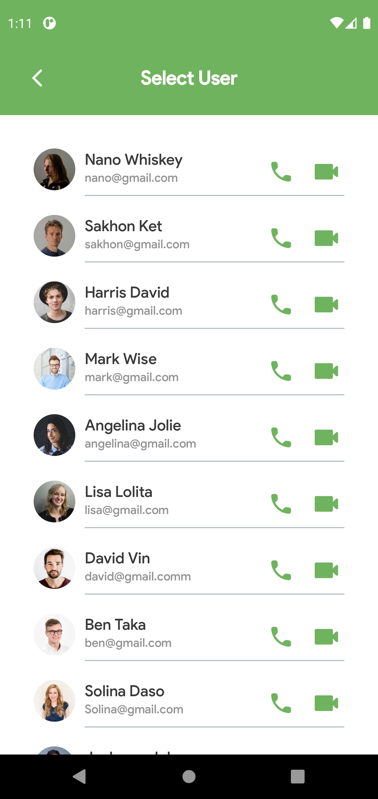 1:11
Select User
Nano Whiskey
nano@gmail.com
Sakhon Ket
sakhon@gmail.com
Harris David
harris@gmail.com
Mark Wise
mark@gmail.com
Angelina Jolie
angelina@gmail.com
Lisa Lolita
lisa@gmail.com
David Vin
david@gmail.comm
Ben Taka
ben@gmail.com
Solina Daso
Solina@gmail.com